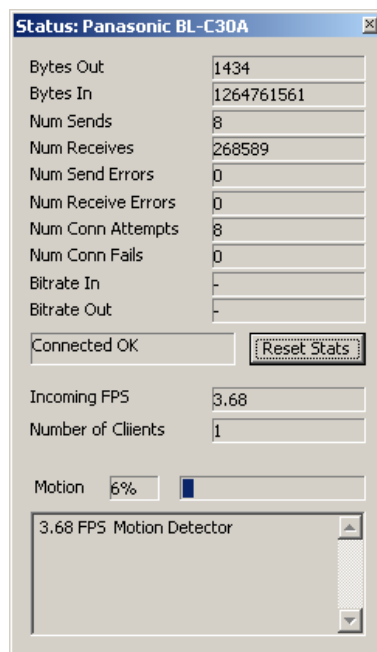 Status: Panasonic BL-C30A
Bytes Out 1434
Bytes In 1264761561
Num Sends 8
Num Receives 268589
Num Send Errors 0
Num Receive Errors 0
Num Conn Attempts 8
Num Conn Fails 0
Bitrate In -
Bitrate Out -
Connected OK Reset Stats
Incoming FPS 3.68
Number of Cliients 1
Motion 6%
3.68 FPS Motion Detector